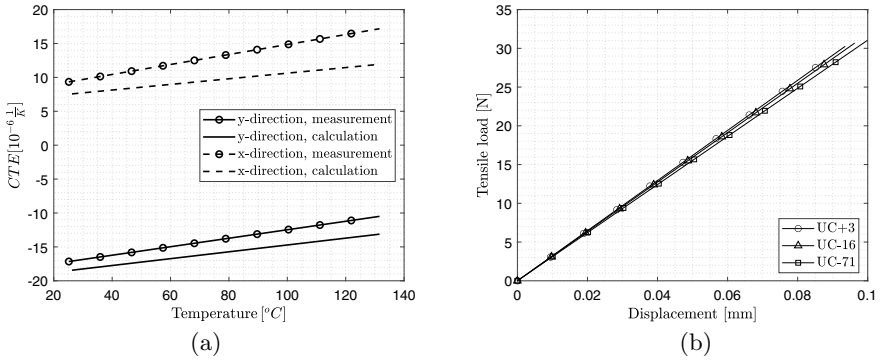 20
15
10
5
0
-5
-10
-15
-20
CTE[10⁻⁶ 1/K]
y-direction, measurement
y-direction, calculation
x-direction, measurement
x-direction, calculation
20 40 60 80 100 120 140
Temperature [°C]
(a)
35
30
25
20
15
10
5
0
Tensile load [N]
UC+3
UC-16
UC-71
0 0.02 0.04 0.06 0.08 0.1
Displacement [mm]
(b)